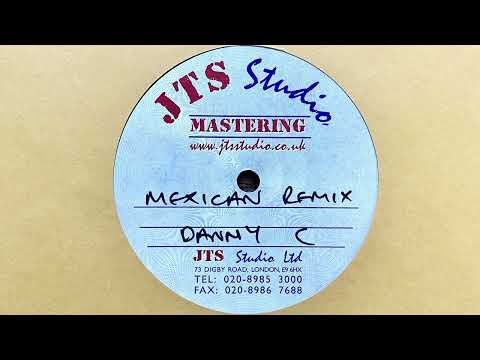 JTS Studio
MASTERING
www.jtsstudio.co.uk
MEXICAN REMIX
DANNY C
JTS Studio Ltd
73 DIGBY ROAD, LONDON, E9 6HX
TEL: 020-8985 3000
FAX: 020-8986 7688